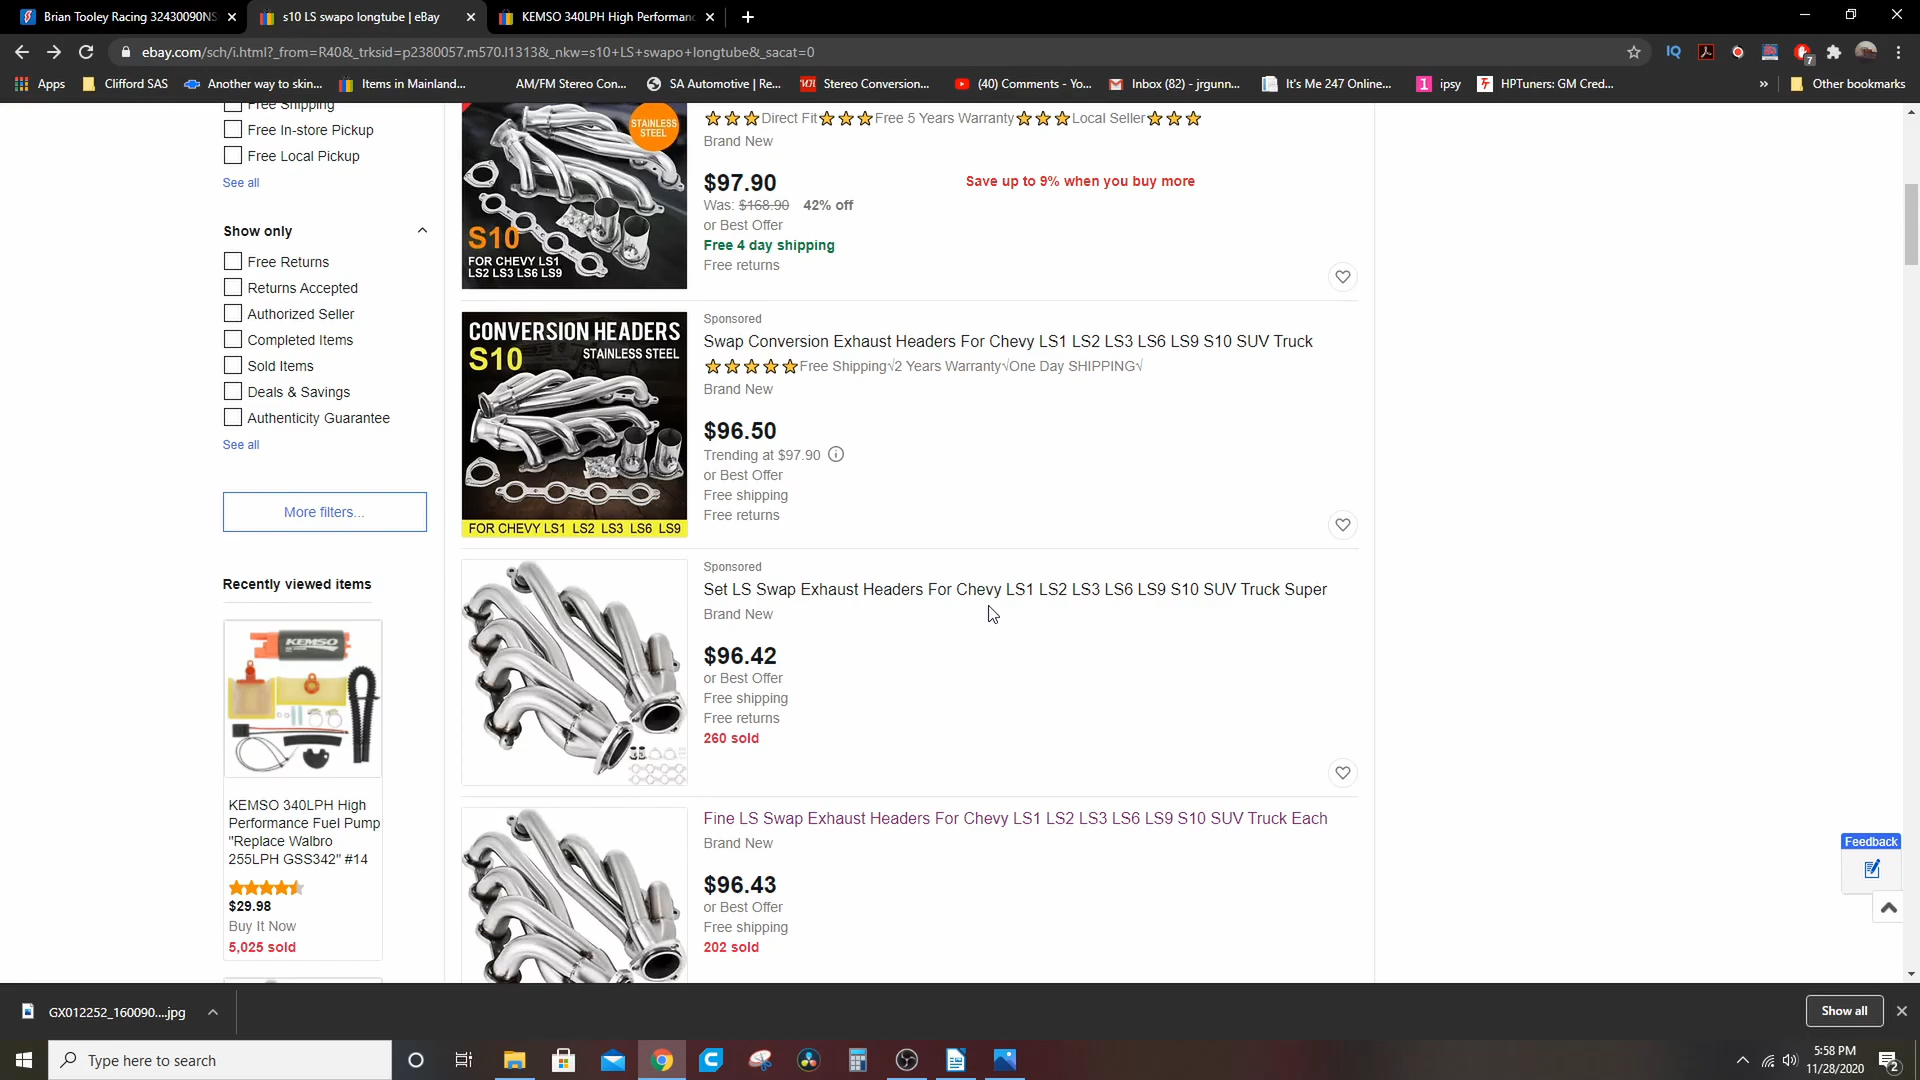 Brian Tooley Racing 32430090NS
s10 LS swapo longtube | eBay
KEMSO 340LPH High Performanc
ebay.com/sch/i.html?_from=R40&_trksid=p2380057.m570.l1313&_nkw=s10+LS+swapo+longtube&_sacat=0
IQ
7
Apps
Clifford SAS
Another way to skin...
Items in Mainland...
AM/FM Stereo Con...
SA Automotive | Re...
Stereo Conversion...
(40) Comments - Yo...
Inbox (82) - jrgunn...
It's Me 247 Online...
ipsy
HPTuners: GM Cred...
Other bookmarks
Free Shipping
Free In-store Pickup
Free Local Pickup
See all
Show only
Free Returns
Returns Accepted
Authorized Seller
Completed Items
Sold Items
Deals & Savings
Authenticity Guarantee
See all
More filters...
Recently viewed items
KEMSO
KEMSO 340LPH High
Performance Fuel Pump
"Replace Walbro
255LPH GSS342" #14
$29.98
Buy It Now
5,025 sold
STAINLESS
STEEL
S10
FOR CHEVY LS1
LS2 LS3 LS6 LS9
Direct Fit Free 5 Years Warranty Local Seller
Brand New
$97.90
Was: $168.90 42% off
or Best Offer
Free 4 day shipping
Free returns
Save up to 9% when you buy more
CONVERSION HEADERS
S10 STAINLESS STEEL
FOR CHEVY LS1 LS2 LS3 LS6 LS9
Sponsored
Swap Conversion Exhaust Headers For Chevy LS1 LS2 LS3 LS6 LS9 S10 SUV Truck
Free Shipping√2 Years Warranty√One Day SHIPPING√
Brand New
$96.50
Trending at $97.90
or Best Offer
Free shipping
Free returns
Sponsored
Set LS Swap Exhaust Headers For Chevy LS1 LS2 LS3 LS6 LS9 S10 SUV Truck Super
Brand New
$96.42
or Best Offer
Free shipping
Free returns
260 sold
Fine LS Swap Exhaust Headers For Chevy LS1 LS2 LS3 LS6 LS9 S10 SUV Truck Each
Brand New
$96.43
or Best Offer
Free shipping
202 sold
Feedback
GX012252_160090....jpg
Show all
Type here to search
5:58 PM
11/28/2020
2